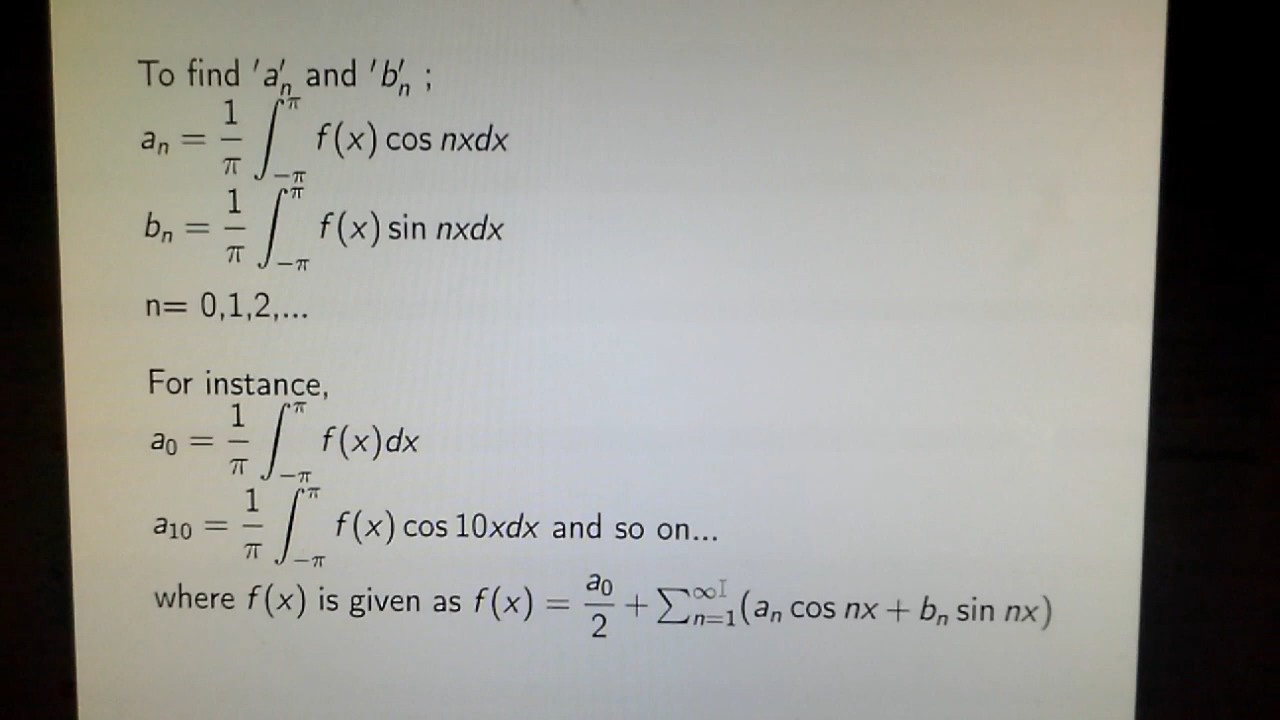 To find 'a'ₙ and 'b'ₙ ;
aₙ = 1/π ∫_{-π}^{π} f(x) cos nxdx
bₙ = 1/π ∫_{-π}^{π} f(x) sin nxdx
n= 0,1,2,...
For instance,
a₀ = 1/π ∫_{-π}^{π} f(x)dx
a₁₀ = 1/π ∫_{-π}^{π} f(x) cos 10xdx and so on...
where f(x) is given as f(x) = a₀/2 + ∑_{n=1}^{∞} (aₙ cos nx + bₙ sin nx)